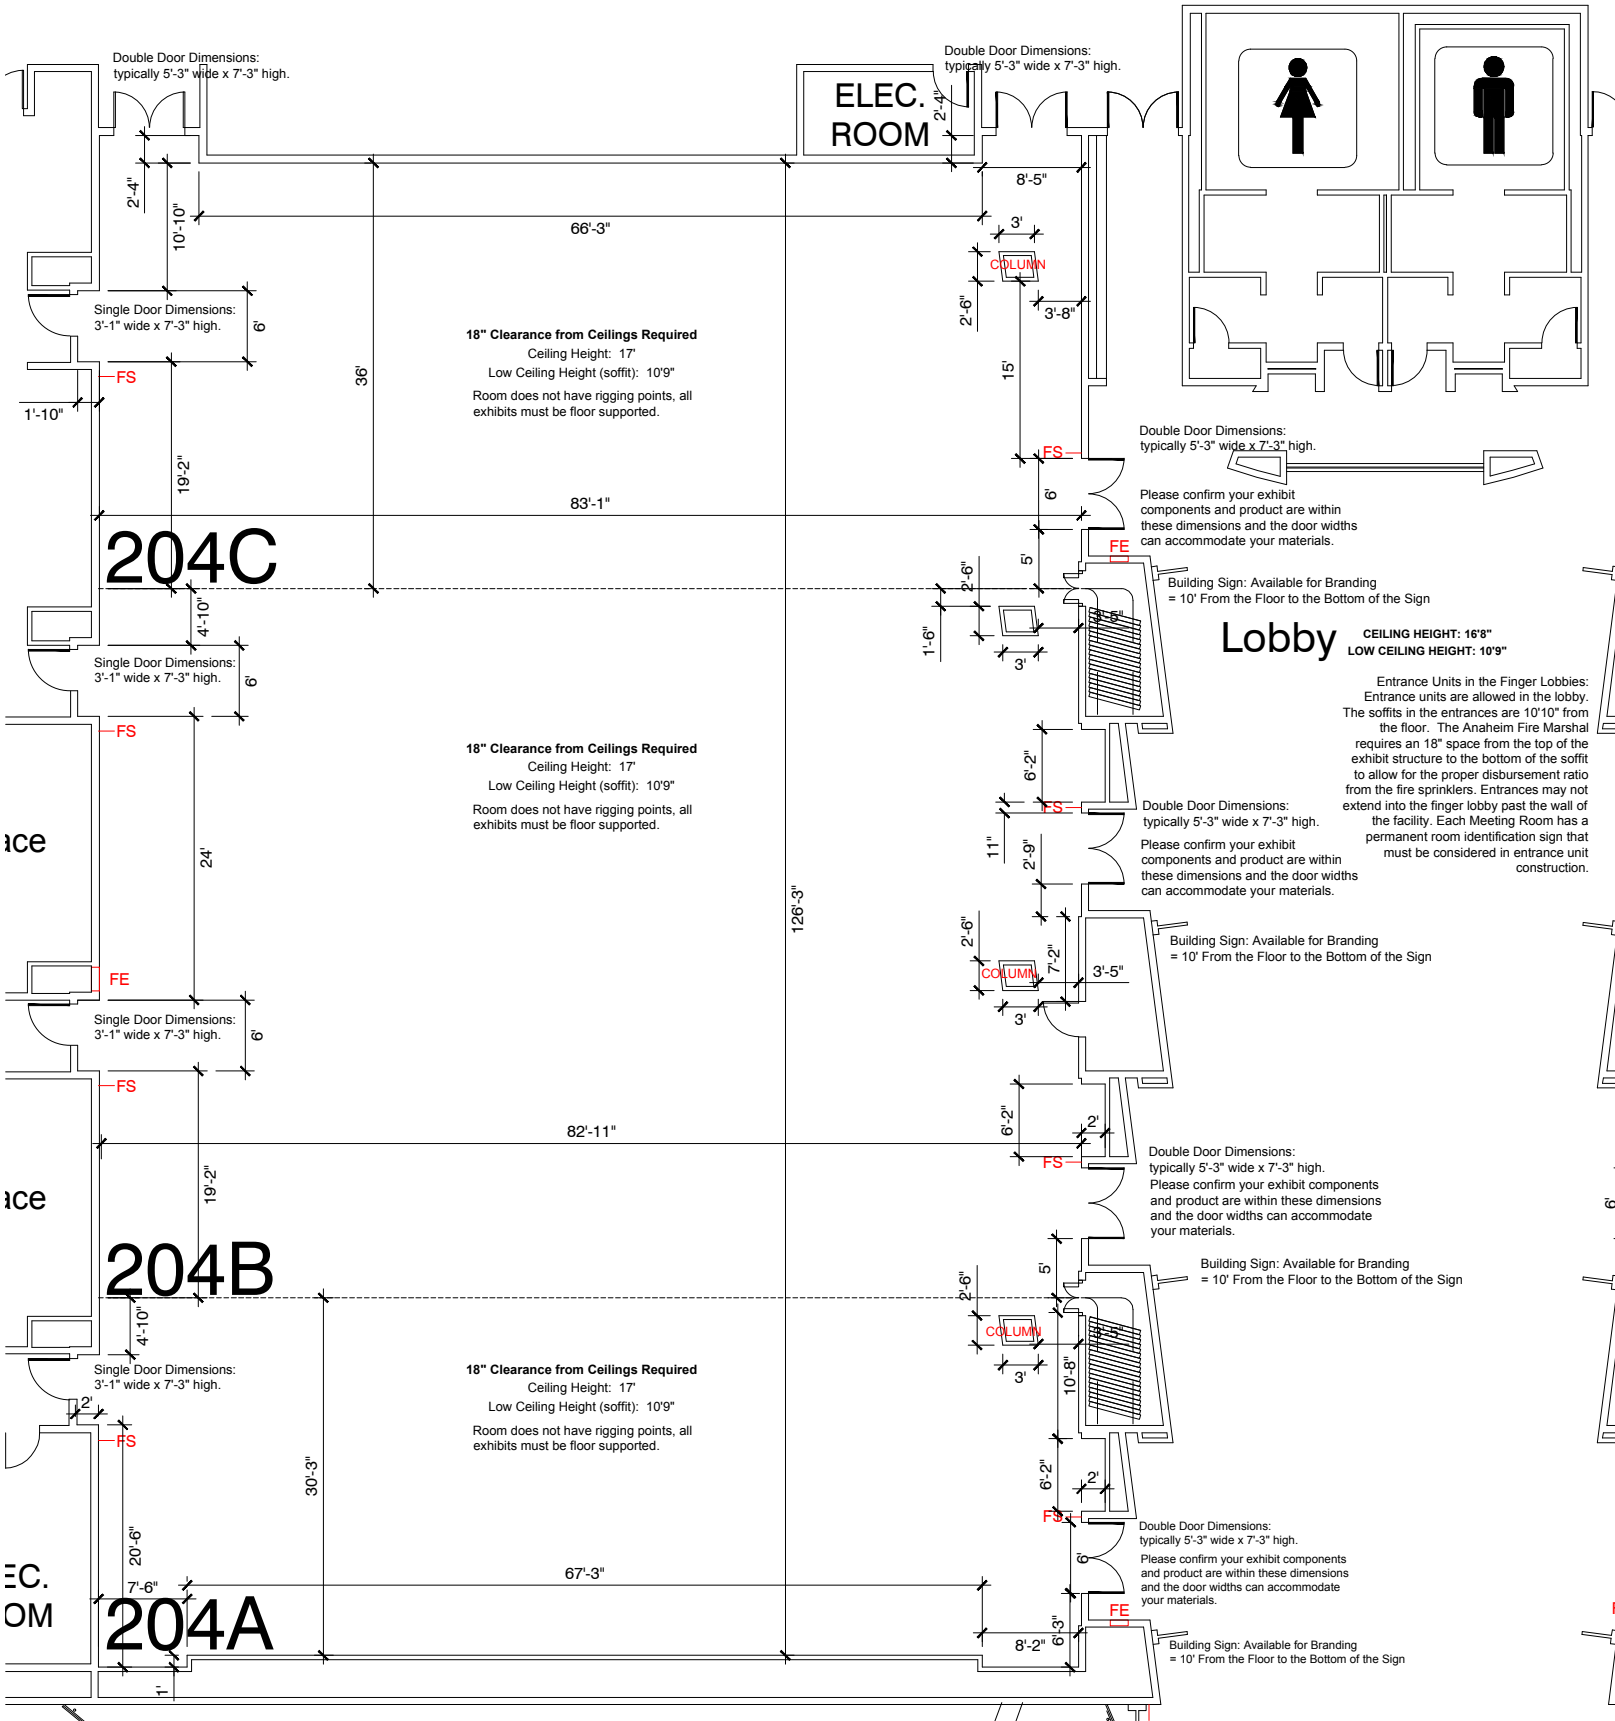 Double Door Dimensions:
typically 5'-3" wide x 7'-3" high.
Double Door Dimensions:
typically 5'-3" wide x 7'-3" high.
ELEC.
ROOM
2'-4"
2'-4"
10'-10"
8'-5"
66'-3"
3'
COLUMN
2'-6"
3'-8"
Single Door Dimensions:
3'-1" wide x 7'-3" high.
6'
FS
1'-10"
36'
15'
18" Clearance from Ceilings Required
Ceiling Height: 17'
Low Ceiling Height (soffit): 10'9"
Room does not have rigging points, all
exhibits must be floor supported.
19'-2"
FS
6'
83'-1"
Double Door Dimensions:
typically 5'-3" wide x 7'-3" high.
Please confirm your exhibit
components and product are within
these dimensions and the door widths
can accommodate your materials.
FE
204C
5'
2'-6"
Building Sign: Available for Branding
= 10' From the Floor to the Bottom of the Sign
4'-10"
1'-6"
3'-5"
3'
Lobby
CEILING HEIGHT: 16'8"
LOW CEILING HEIGHT: 10'9"
Single Door Dimensions:
3'-1" wide x 7'-3" high.
6'
FS
Entrance Units in the Finger Lobbies:
Entrance units are allowed in the lobby.
The soffits in the entrances are 10'10" from
the floor. The Anaheim Fire Marshal
requires an 18" space from the top of the
exhibit structure to the bottom of the soffit
to allow for the proper disbursement ratio
from the fire sprinklers. Entrances may not
extend into the finger lobby past the wall of
the facility. Each Meeting Room has a
permanent room identification sign that
must be considered in entrance unit
construction.
18" Clearance from Ceilings Required
Ceiling Height: 17'
Low Ceiling Height (soffit): 10'9"
Room does not have rigging points, all
exhibits must be floor supported.
6'-2"
FS
11"
2'-9"
Double Door Dimensions:
typically 5'-3" wide x 7'-3" high.
Please confirm your exhibit
components and product are within
these dimensions and the door widths
can accommodate your materials.
ace
24'
126'-3"
2'-6"
COLUMN
7'-2"
3'-5"
3'
Building Sign: Available for Branding
= 10' From the Floor to the Bottom of the Sign
FE
Single Door Dimensions:
3'-1" wide x 7'-3" high.
6'
FS
6'-2"
2'
82'-11"
FS
19'-2"
Double Door Dimensions:
typically 5'-3" wide x 7'-3" high.
Please confirm your exhibit components
and product are within these dimensions
and the door widths can accommodate
your materials.
ace
6'
204B
5'
2'-6"
Building Sign: Available for Branding
= 10' From the Floor to the Bottom of the Sign
4'-10"
COLUMN
3'-5"
3'
10'-8"
Single Door Dimensions:
3'-1" wide x 7'-3" high.
2'
FS
18" Clearance from Ceilings Required
Ceiling Height: 17'
Low Ceiling Height (soffit): 10'9"
Room does not have rigging points, all
exhibits must be floor supported.
30'-3"
6'-2"
2'
FS
20'-6"
6'
Double Door Dimensions:
typically 5'-3" wide x 7'-3" high.
Please confirm your exhibit components
and product are within these dimensions
and the door widths can accommodate
your materials.
EC.
OM
7'-6"
67'-3"
204A
8'-2"
6'-3"
FE
1'
Building Sign: Available for Branding
= 10' From the Floor to the Bottom of the Sign